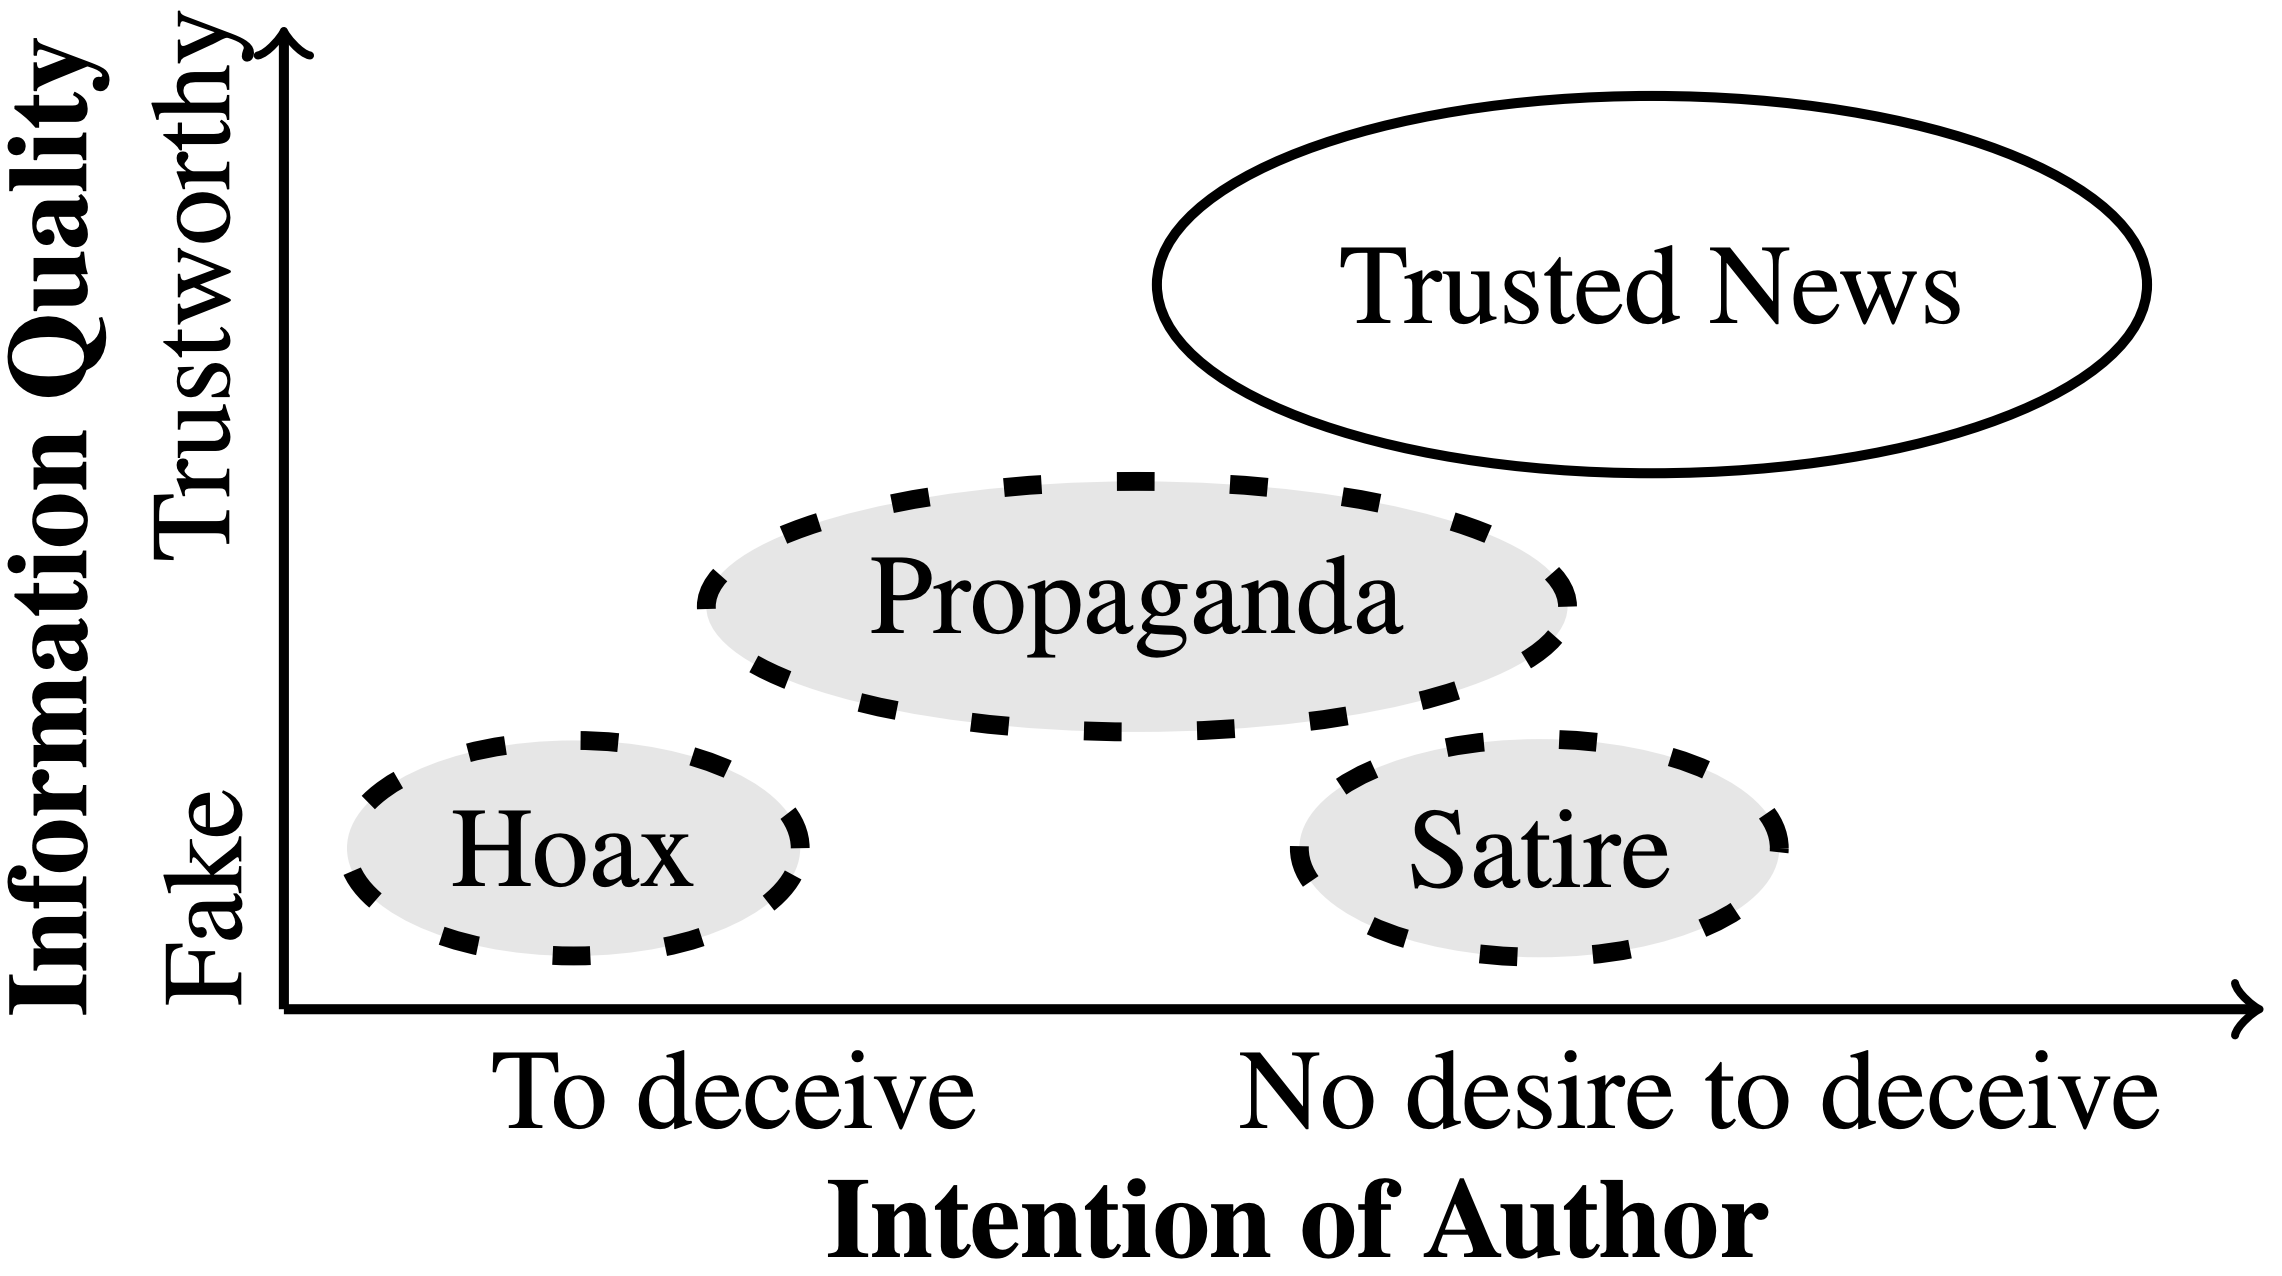 Information Quality
Trustworthy
Fake
Trusted News
Propaganda
Hoax
Satire
To deceive
No desire to deceive
Intention of Author